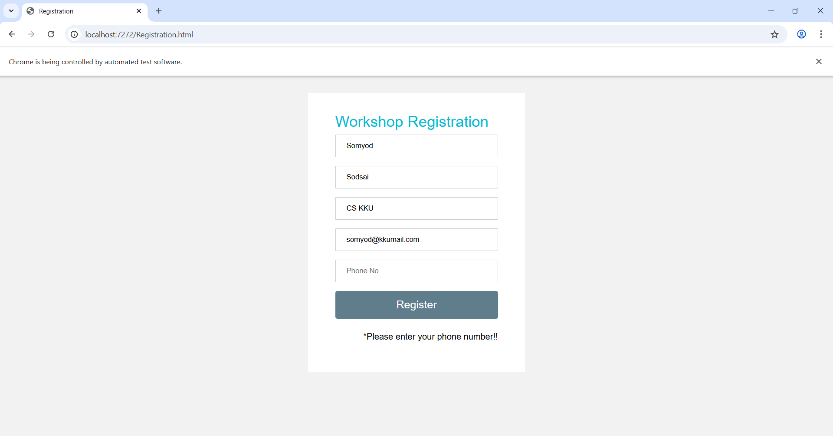 Registration
localhost:7272/Registration.html
Chrome is being controlled by automated test software.
Workshop Registration
Somyod
Sodsai
CS KKU
somyod@kkumail.com
Phone No
Register
*Please enter your phone number!!